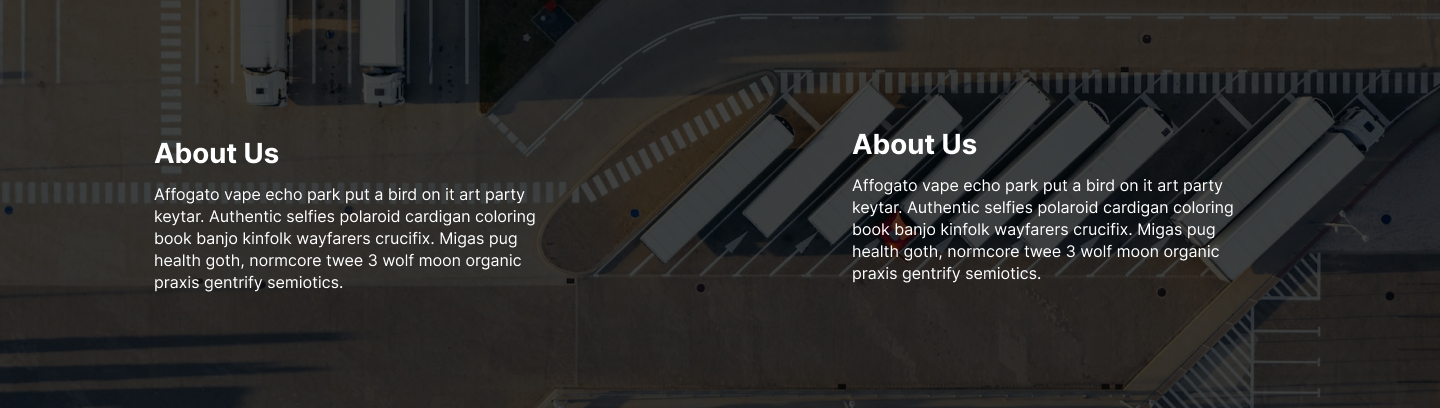 About Us
Affogato vape echo park put a bird on it art party
keytar. Authentic selfies polaroid cardigan coloring
book banjo kinfolk wayfarers crucifix. Migas pug
health goth, normcore twee 3 wolf moon organic
praxis gentrify semiotics.
About Us
Affogato vape echo park put a bird on it art party
keytar. Authentic selfies polaroid cardigan coloring
book banjo kinfolk wayfarers crucifix. Migas pug
health goth, normcore twee 3 wolf moon organic
praxis gentrify semiotics.